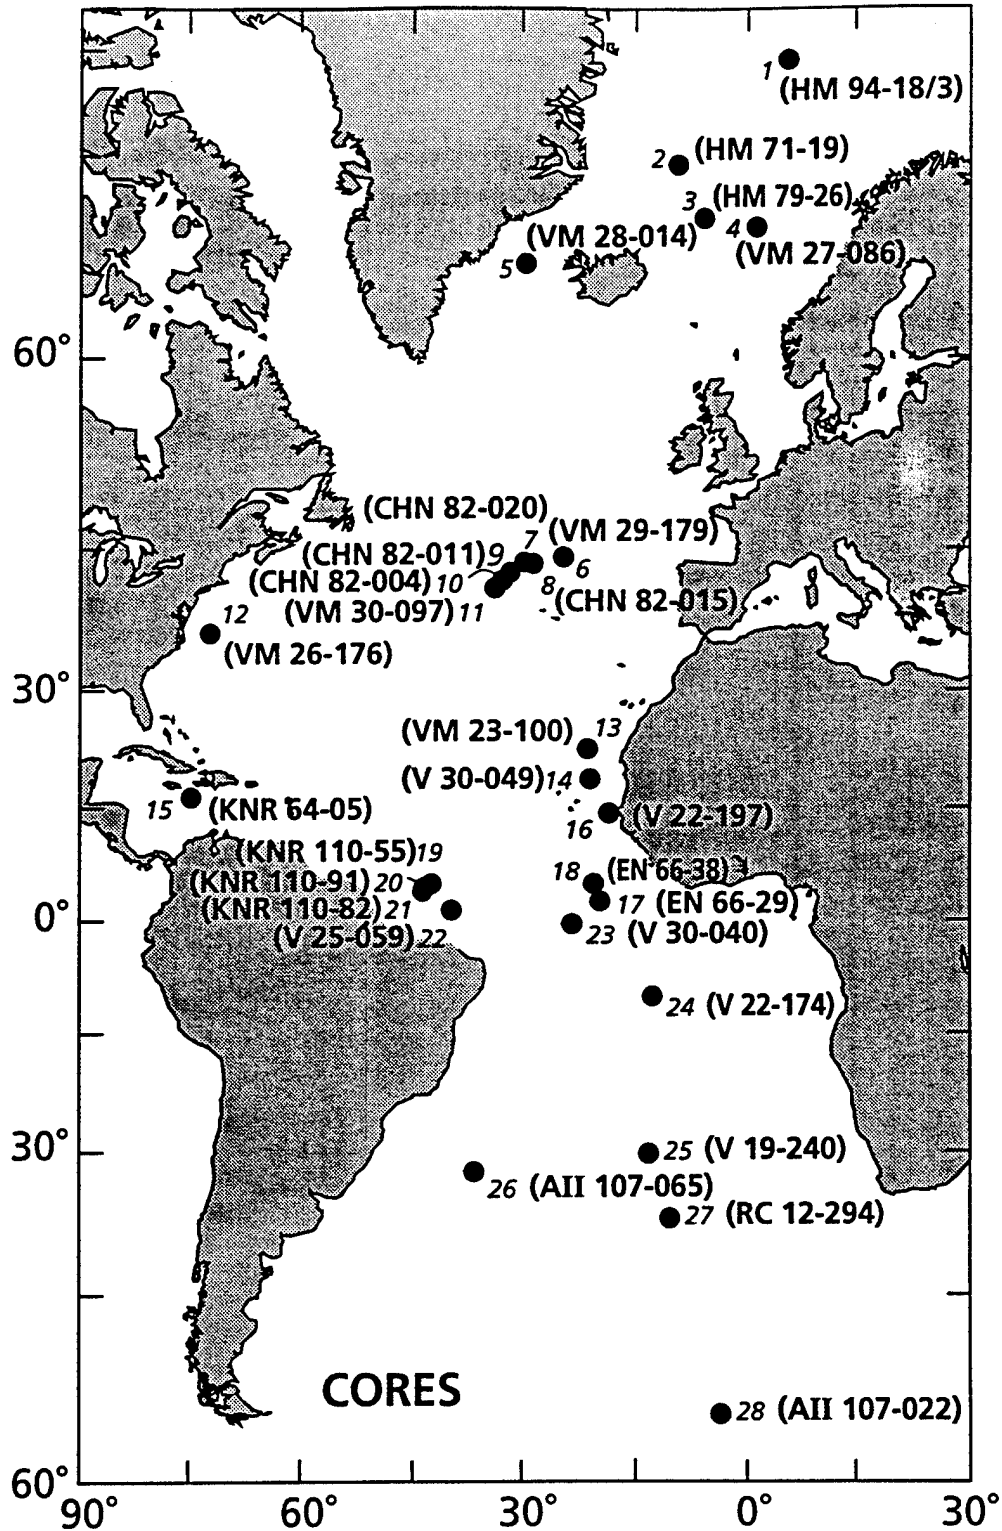 1
(HM 94-18/3)
2 (HM 71-19)
3 (HM 79-26)
4
(VM 27-086)
(VM 28-014)
5
60°
(CHN 82-020)
7 (VM 29-179)
(CHN 82-011) 9
6
(CHN 82-004) 10
8 (CHN 82-015)
(VM 30-097) 11
12
(VM 26-176)
30°
(VM 23-100) 13
(V 30-049) 14
15 (KNR 64-05)
16 (V 22-197)
(KNR 110-55) 19
18 (EN 66-38)
(KNR 110-91) 20
17 (EN 66-29)
(KNR 110-82) 21
0°
23 (V 30-040)
(V 25-059) 22
24 (V 22-174)
30°
25 (V 19-240)
26 (AII 107-065)
27 (RC 12-294)
CORES
28 (AII 107-022)
60°
90° 60° 30° 0° 30°